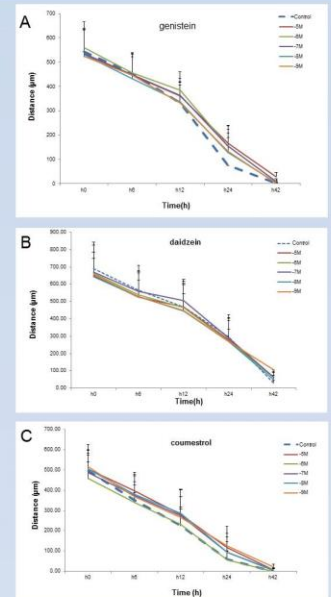 A
genistein
Control
-5M
-6M
-7M
-8M
-9M
Distance (µm)
700
600
500
400
300
200
100
0
h0 h6 h12 h24 h42
Time(h)
B
daidzein
Control
-5M
-6M
-7M
-8M
-9M
Distance (µm)
900.00
800.00
700.00
600.00
500.00
400.00
300.00
200.00
100.00
0.00
h0 h6 h12 h24 h42
Time(h)
C
coumestrol
Control
-5M
-6M
-7M
-8M
-9M
Distance (µm)
700.00
600.00
500.00
400.00
300.00
200.00
100.00
0.00
h0 h6 h12 h24 h42
Time (h)